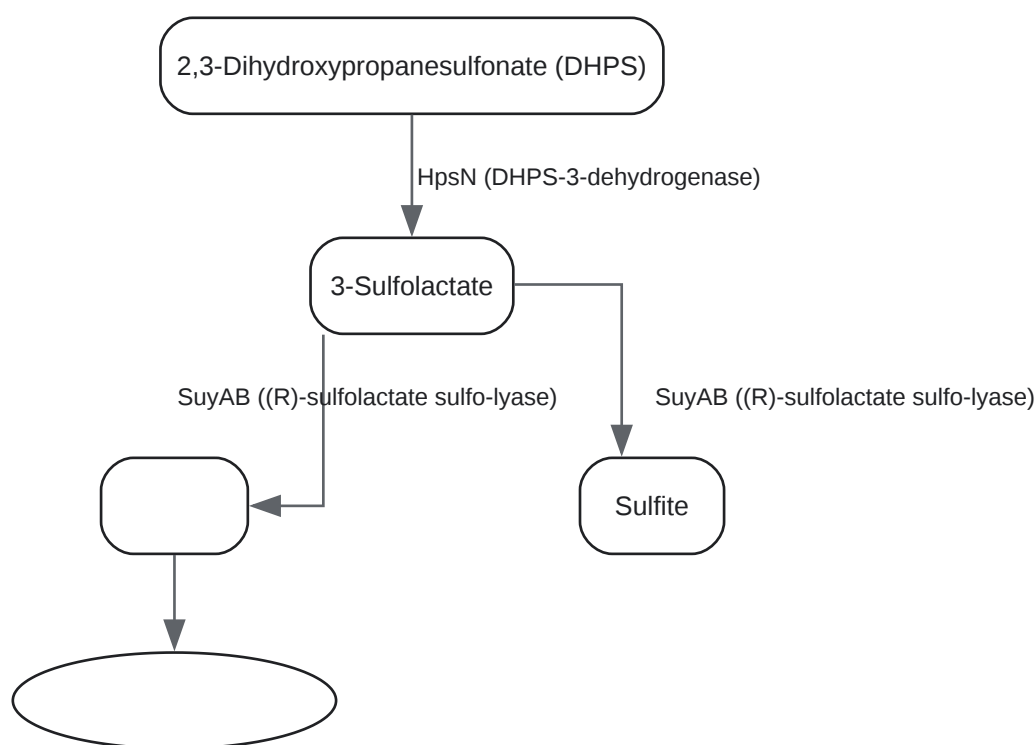 2,3-Dihydroxypropanesulfonate (DHPS)
HpsN (DHPS-3-dehydrogenase)
3-Sulfolactate
SuyAB ((R)-sulfolactate sulfo-lyase)
SuyAB ((R)-sulfolactate sulfo-lyase)
Sulfite